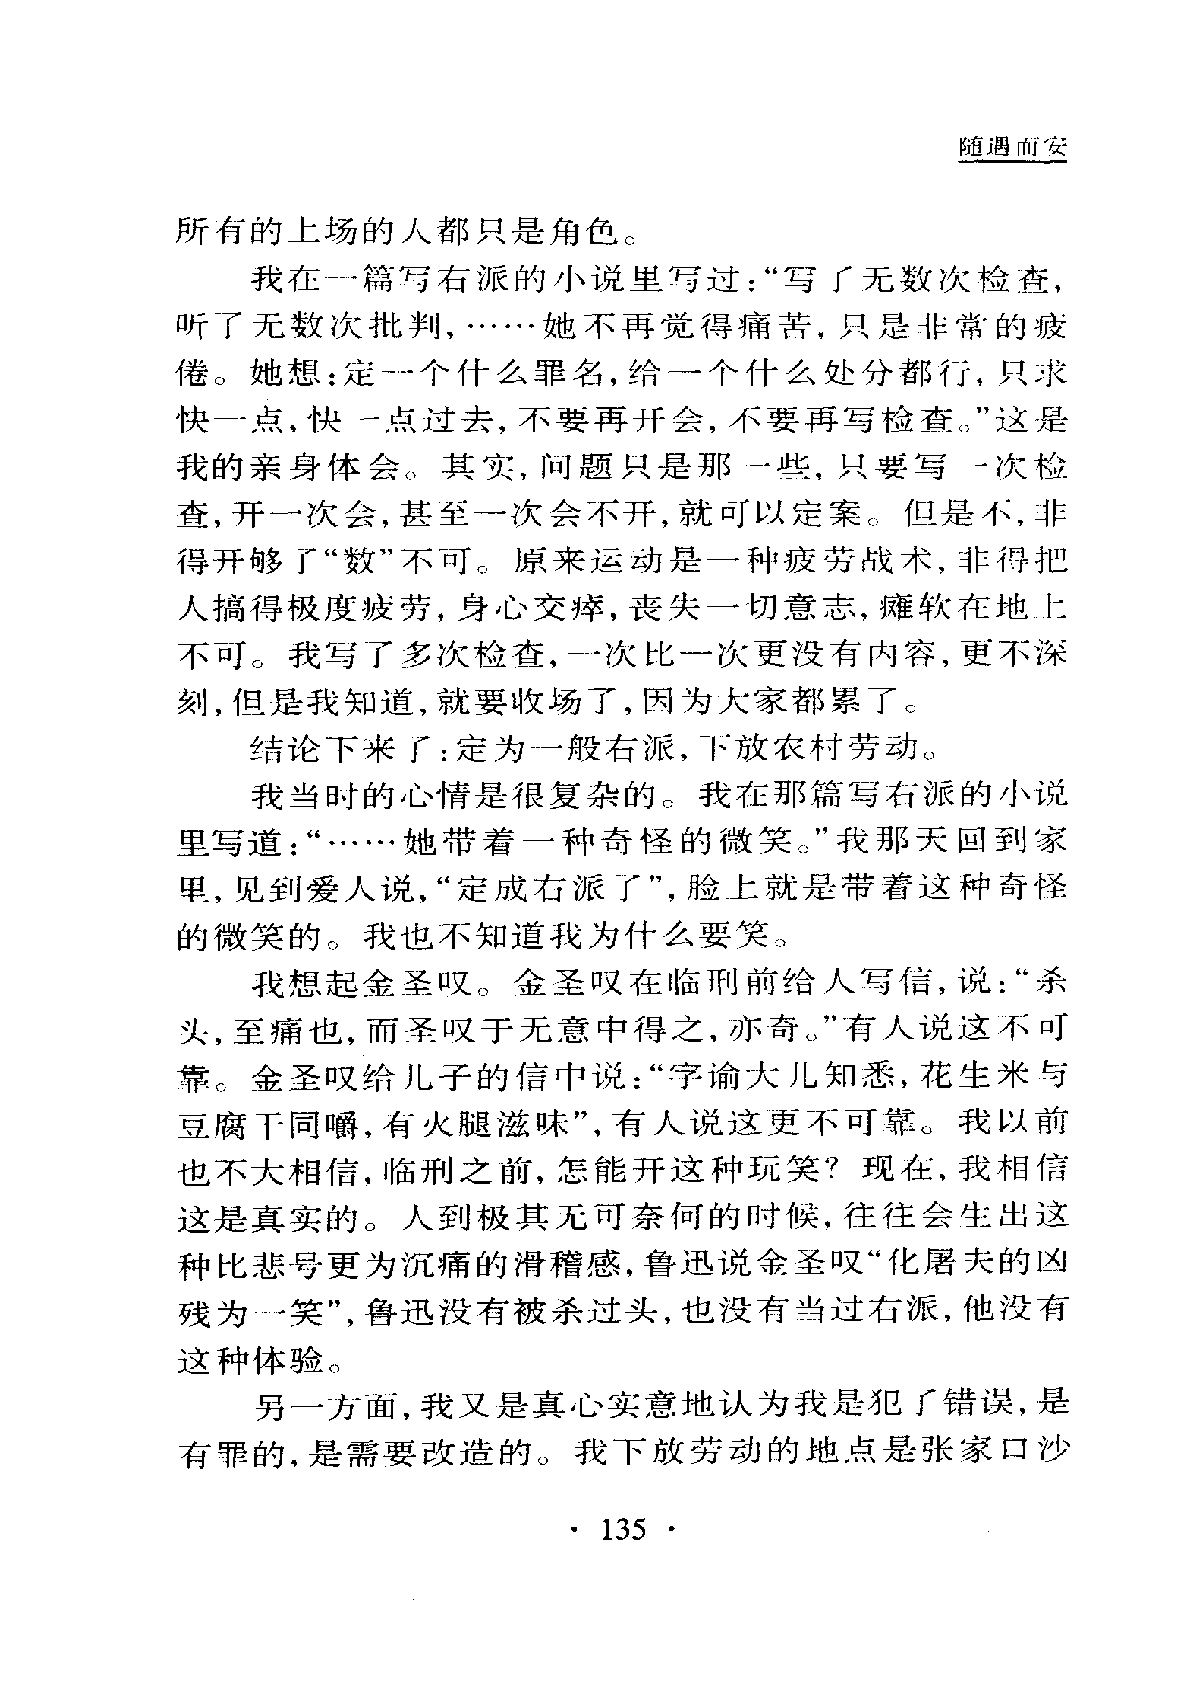 随遇而安
所有的上场的人都只是角色。
我在一篇写右派的小说里写过：“写了无数次检查，
听了无数次批判，……她不再觉得痛苦，只是非常的疲
倦。她想：定一个什么罪名，给一个什么处分都行，只求
快一点，快一点过去，不要再开会，不要再写检查。”这是
我的亲身体会。其实，问题只是那一些，只要写一次检
查，开一次会，甚至一次会不开，就可以定案。但是不，非
得开够了“数”不可。原来运动是一种疲劳战术，非得把
人搞得极度疲劳，身心交瘁，丧失一切意志，瘫软在地上
不可。我写了多次检查，一次比一次更没有内容，更不深
刻，但是我知道，就要收场了，因为大家都累了。
结论下来了：定为一般右派，下放农村劳动。
我当时的心情是很复杂的。我在那篇写右派的小说
里写道：“……她带着一种奇怪的微笑。”我那天回到家
里，见到爱人说，“定成右派了”，脸上就是带着这种奇怪
的微笑的。我也不知道我为什么要笑。
我想起金圣叹。金圣叹在临刑前给人写信，说：“杀
头，至痛也，而圣叹于无意中得之，亦奇。”有人说这不可
靠。金圣叹给儿子的信中说：“字谕大儿知悉，花生米与
豆腐干同嚼，有火腿滋味”，有人说这更不可靠。我以前
也不大相信，临刑之前，怎能开这种玩笑？现在，我相信
这是真实的。人到极其无可奈何的时候，往往会生出这
种比悲号更为沉痛的滑稽感，鲁迅说金圣叹“化屠夫的凶
残为一笑”，鲁迅没有被杀过头，也没有当过右派，他没有
这种体验。
另一方面，我又是真心实意地认为我是犯了错误，是
有罪的，是需要改造的。我下放劳动的地点是张家口沙
· 135 ·